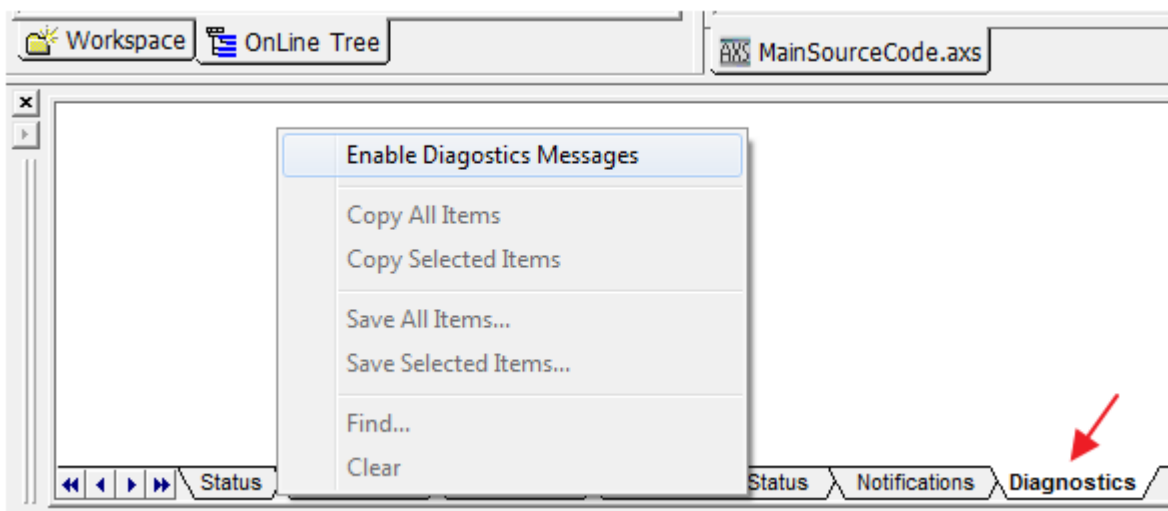 Workspace OnLine Tree
AXS MainSourceCode.axs
Enable Diagostics Messages
Copy All Items
Copy Selected Items
Save All Items...
Save Selected Items...
Find...
Clear
Status Status Notifications Diagnostics